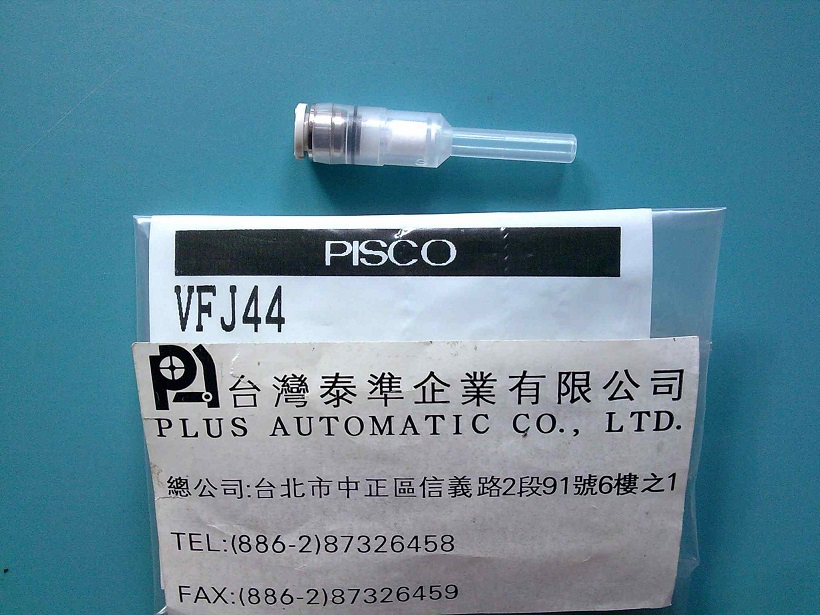 PISCO
VFJ44
台灣泰準企業有限公司
PLUS AUTOMATIC CO., LTD.
總公司:台北市中正區信義路2段91號6樓之1
TEL:(886-2)87326458
FAX:(886-2)87326459